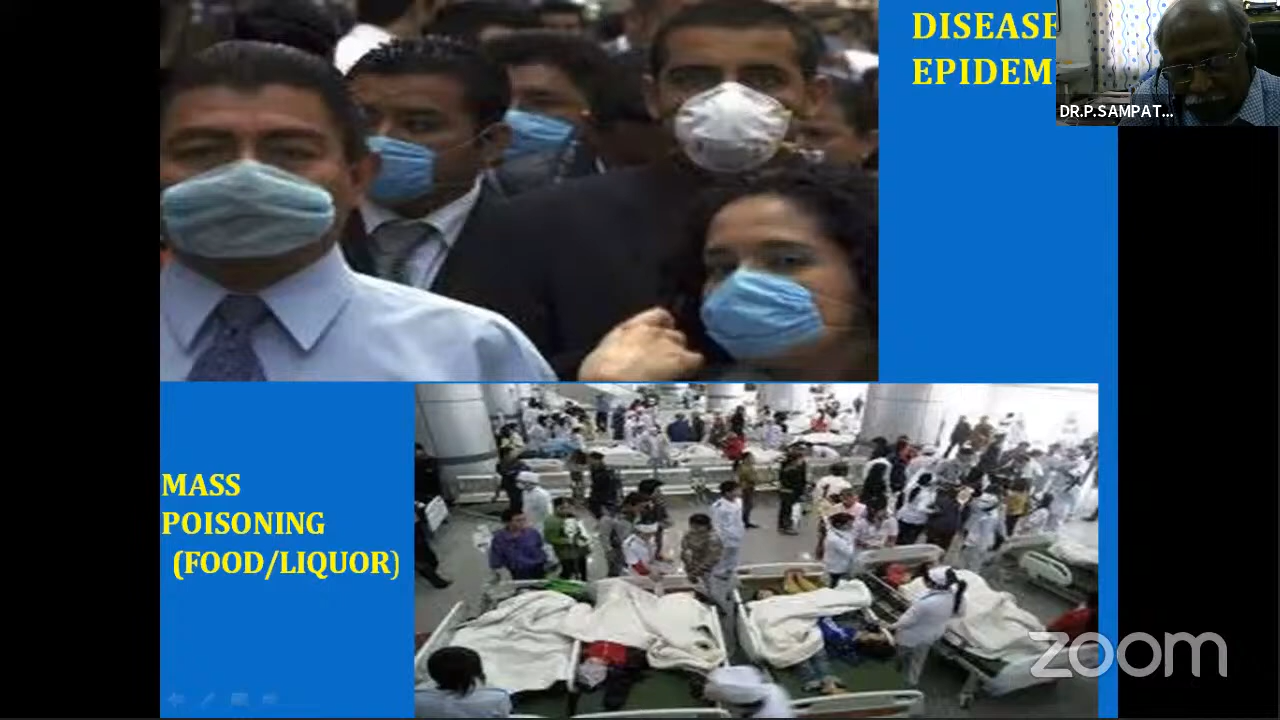 DISEASE
EPIDEM
DR.P.SAMPAT...
MASS
POISONING
(FOOD/LIQUOR)
zoom